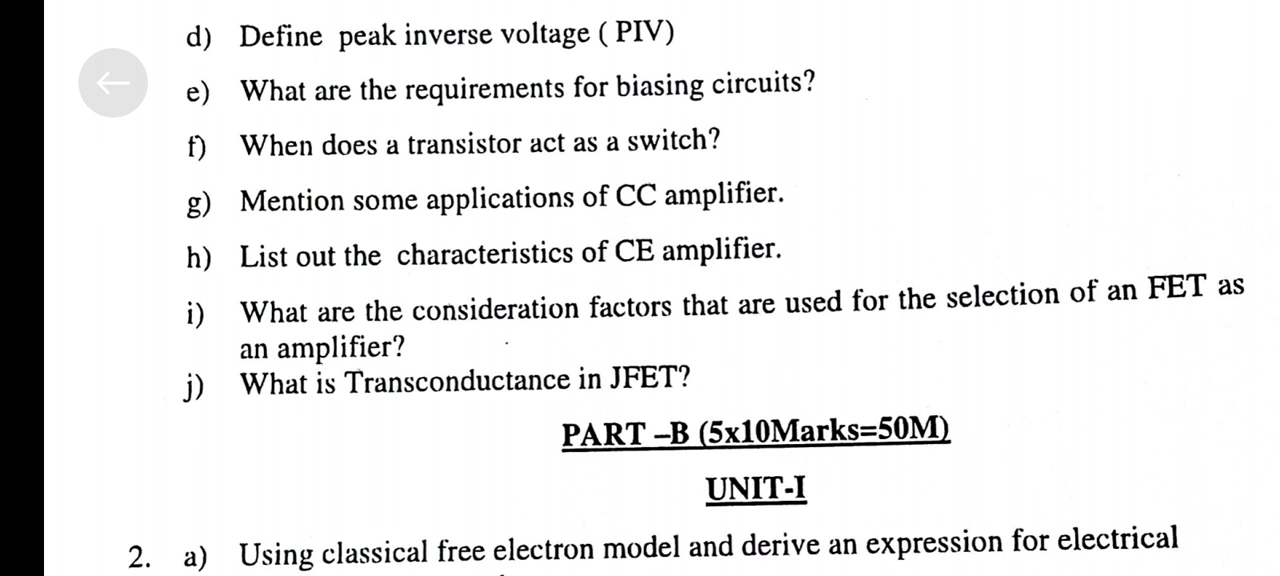 d) Define peak inverse voltage ( PIV)
e) What are the requirements for biasing circuits?
f) When does a transistor act as a switch?
g) Mention some applications of CC amplifier.
h) List out the characteristics of CE amplifier.
i) What are the consideration factors that are used for the selection of an FET as
an amplifier?
j) What is Transconductance in JFET?
PART –B (5x10Marks=50M)
UNIT-I
2. a) Using classical free electron model and derive an expression for electrical